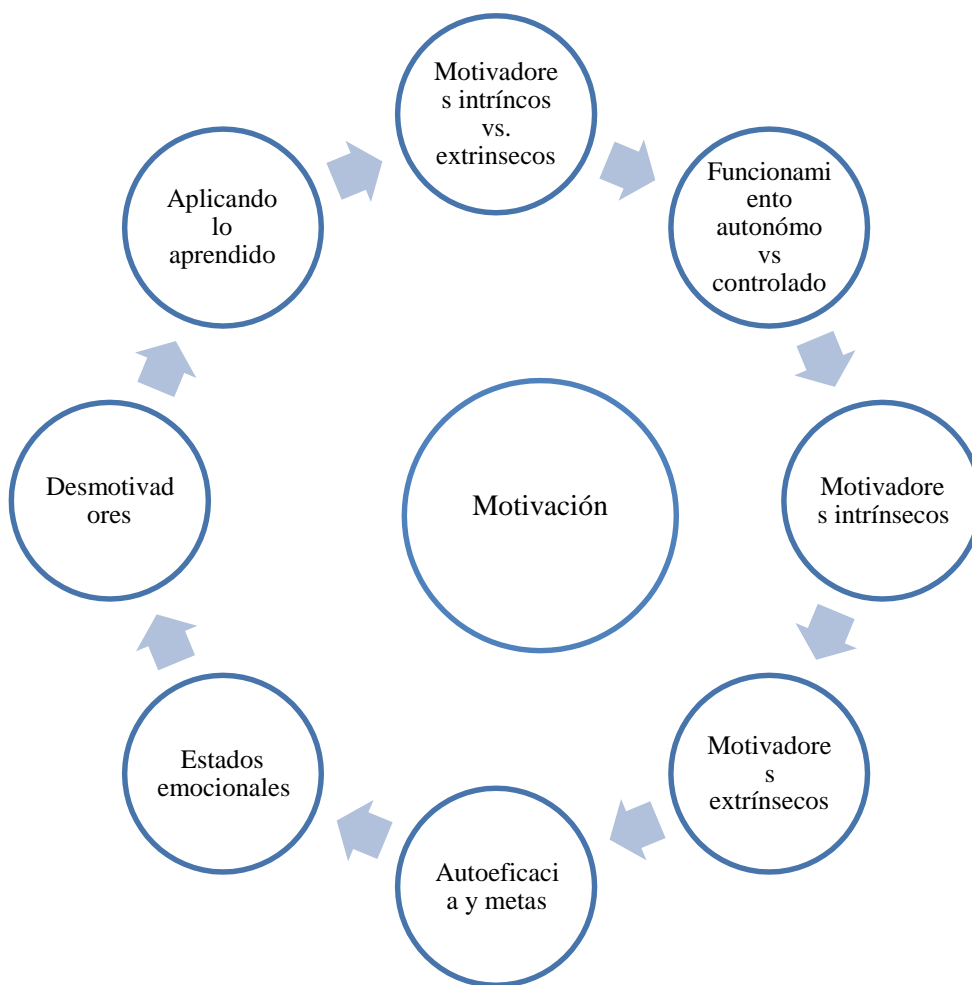 Motivadore
s intríncos
vs.
extrinsecos
Funcionami
ento
autonómo
vs
controlado
Motivadore
s intrínsecos
Motivadore
s
extrínsecos
Autoeficaci
a y metas
Estados
emocionales
Desmotivad
ores
Aplicando
lo
aprendido
Motivación